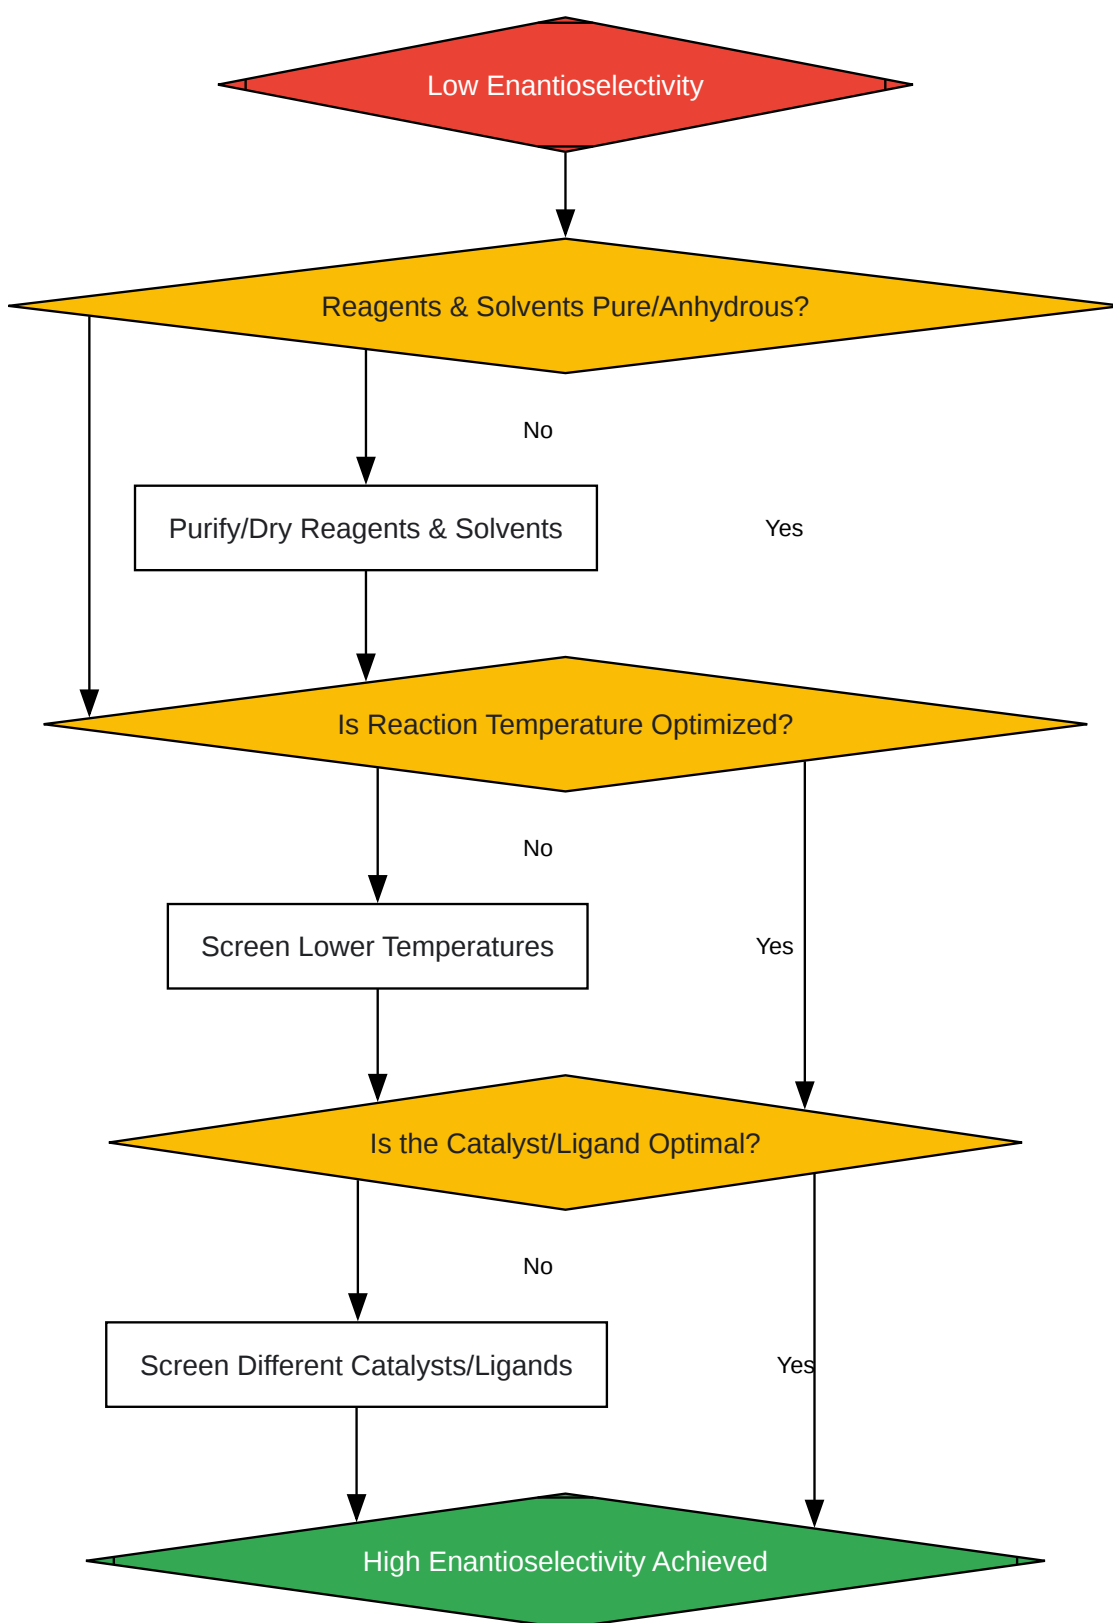 Low Enantioselectivity
Reagents & Solvents Pure/Anhydrous?
No
Purify/Dry Reagents & Solvents
Yes
Is Reaction Temperature Optimized?
No
Screen Lower Temperatures
Yes
Is the Catalyst/Ligand Optimal?
No
Screen Different Catalysts/Ligands
Yes
High Enantioselectivity Achieved